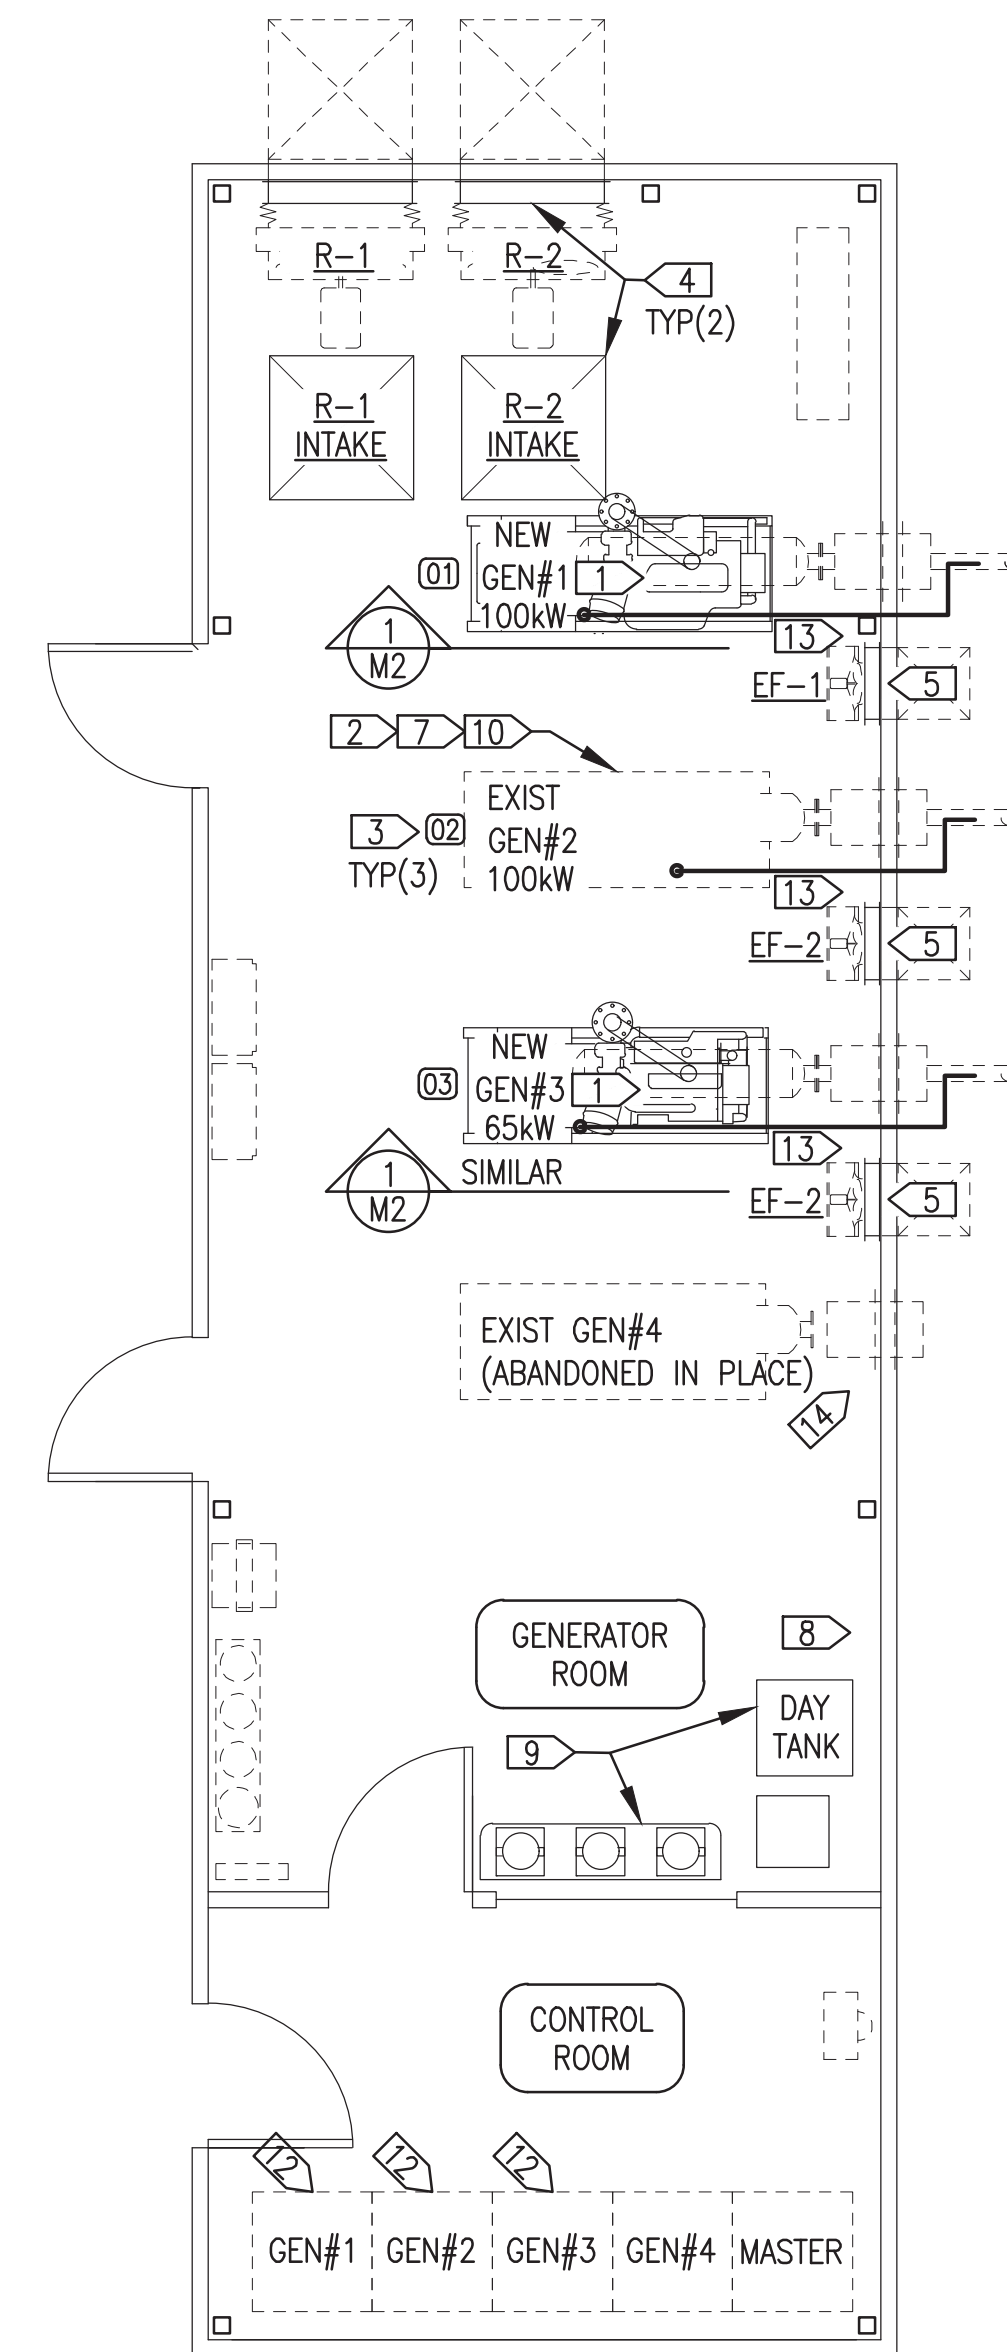 R-1
R-2
4
TYP(2)
R-1
INTAKE
R-2
INTAKE
NEW
01
GEN#1
1
100kW
1
M2
13
EF-1
5
2
7
10
EXIST
3
02
GEN#2
TYP(3)
100kW
13
EF-2
5
NEW
03
GEN#3
1
65kW
13
1
M2
SIMILAR
EF-2
5
EXIST GEN#4
(ABANDONED IN PLACE)
14
GENERATOR
ROOM
8
DAY
TANK
9
CONTROL
ROOM
12
12
12
GEN#1
GEN#2
GEN#3
GEN#4
MASTER